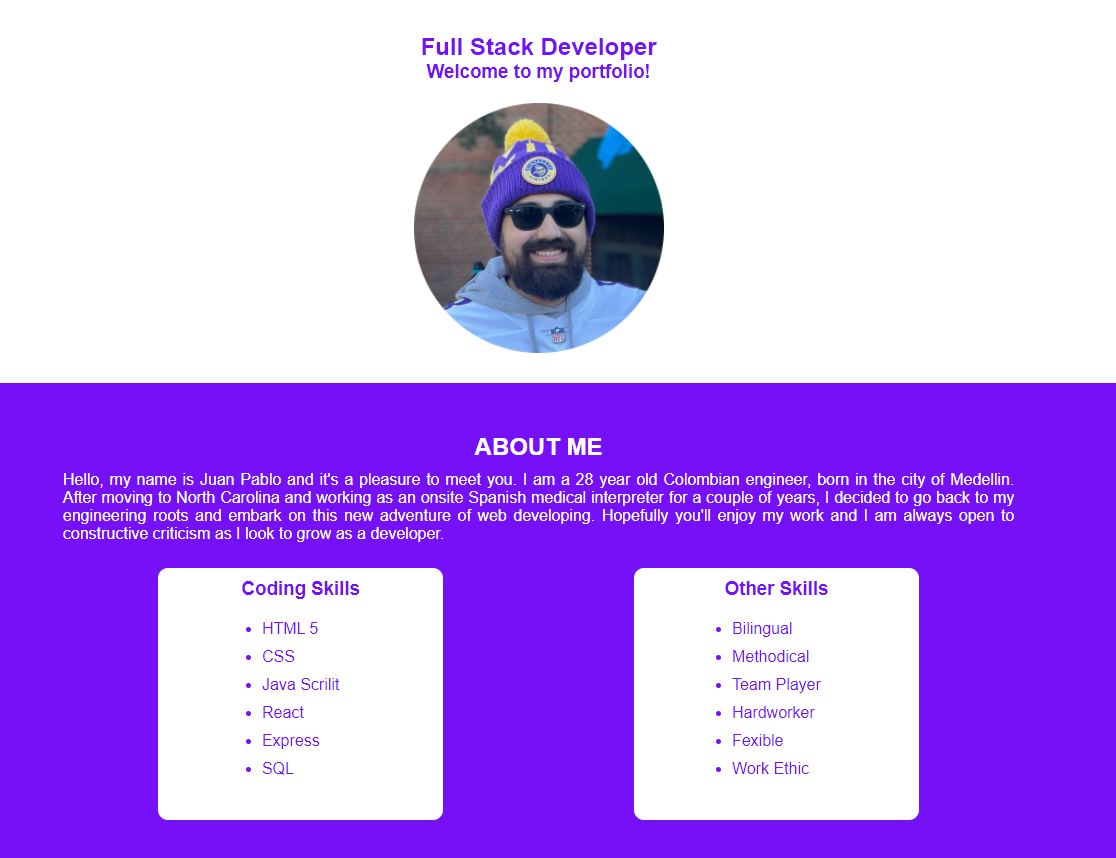 Full Stack Developer
Welcome to my portfolio!
NFL
ABOUT ME
Hello, my name is Juan Pablo and it's a pleasure to meet you. I am a 28 year old Colombian engineer, born in the city of Medellin.
After moving to North Carolina and working as an onsite Spanish medical interpreter for a couple of years, I decided to go back to my
engineering roots and embark on this new adventure of web developing. Hopefully you'll enjoy my work and I am always open to
constructive criticism as I look to grow as a developer.
Coding Skills
HTML 5
CSS
Java Scrilit
React
Express
SQL
Other Skills
Bilingual
Methodical
Team Player
Hardworker
Fexible
Work Ethic